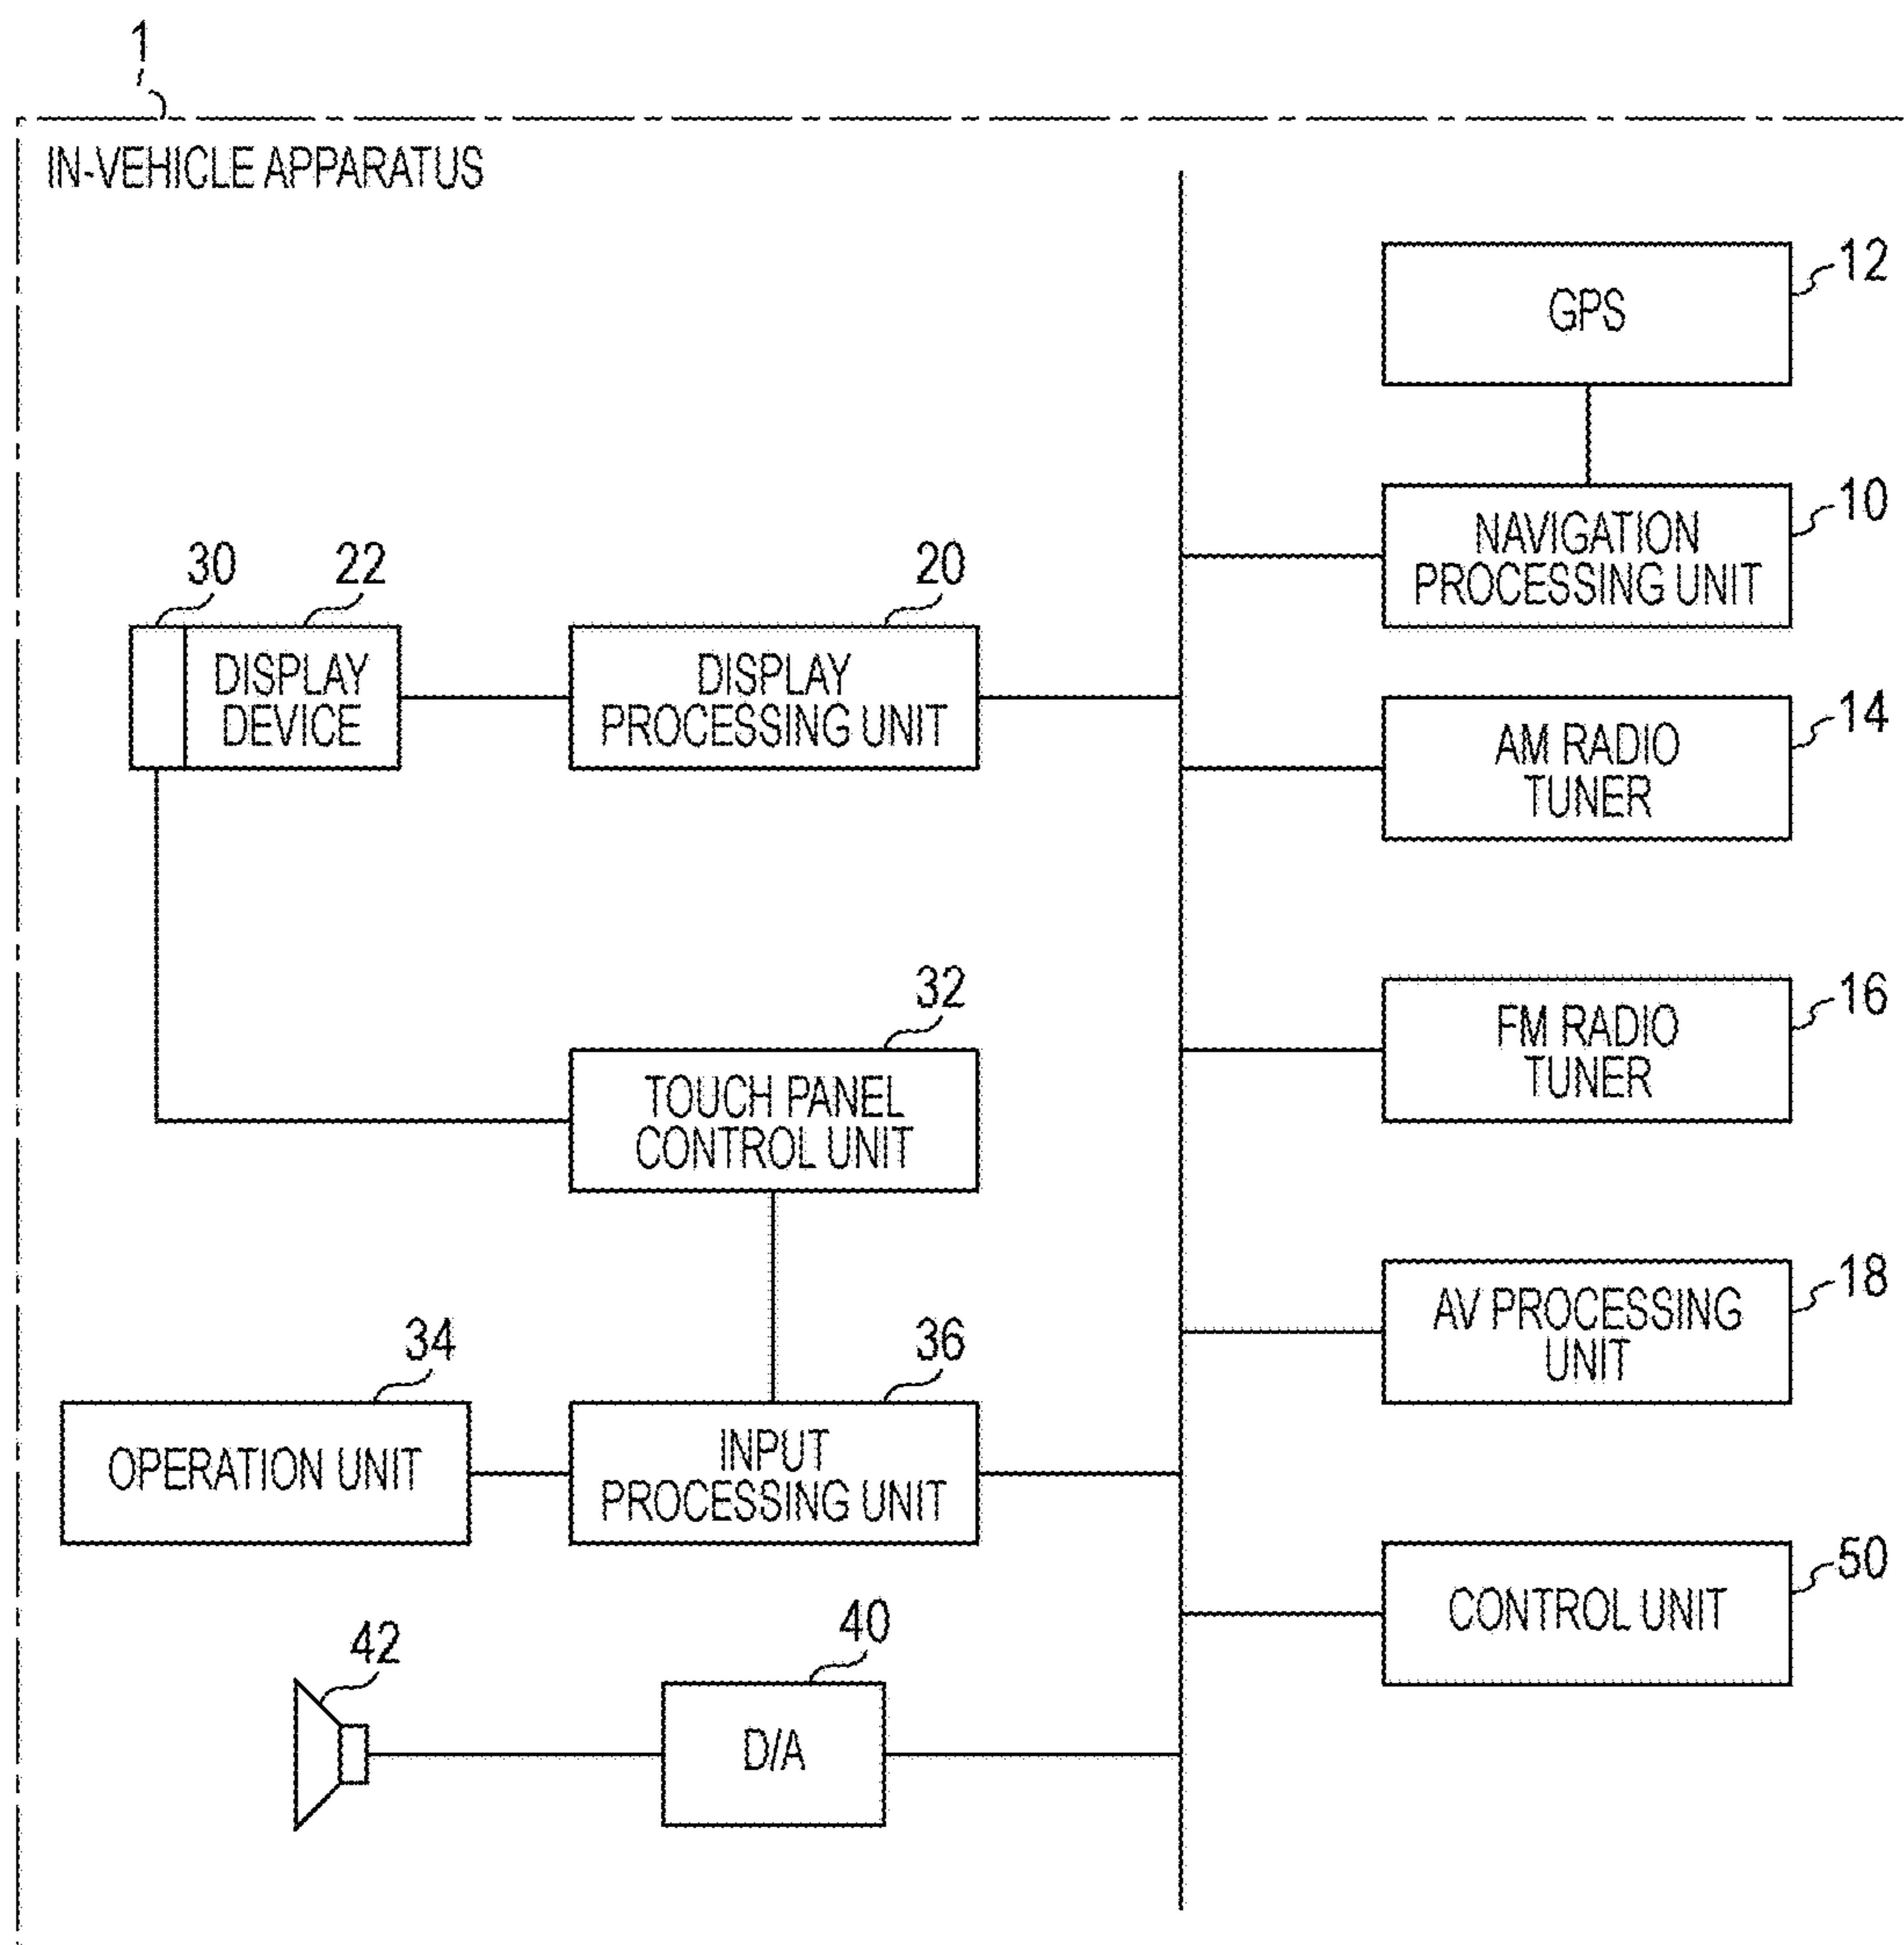 1
IN-VEHICLE APPARATUS
12
GPS
10
NAVIGATION
PROCESSING UNIT
30
22
20
DISPLAY
DEVICE
DISPLAY
PROCESSING UNIT
14
AM RADIO
TUNER
32
TOUCH PANEL
CONTROL UNIT
16
FM RADIO
TUNER
18
AV PROCESSING
UNIT
34
36
OPERATION UNIT
INPUT
PROCESSING UNIT
50
CONTROL UNIT
42
40
D/A